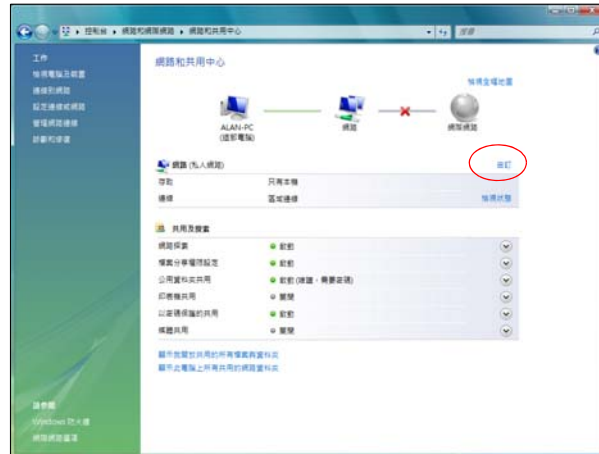 控制台 ▸ 網路和網際網路 ▸ 網路和共用中心
搜尋
工作
檢視電腦及裝置
連線到網路
設定連線或網路
管理網路連線
診斷和修復
網路和共用中心
檢視全域地圖
ALAN-PC
(這部電腦)
網路
網際網路
網路 (私人網路)
自訂
存取 只有本機
連線 區域連線 檢視狀態
共用及探索
網路探索 啟動
檔案分享權限設定 啟動
公用資料夾共用 啟動 (唯讀，需要密碼)
印表機共用 關閉
以密碼保護的共用 啟動
媒體共用 關閉
顯示我開放共用的所有檔案與資料夾
顯示此電腦上所有共用的網路資料夾
請參閱
Windows 防火牆
網際網路選項